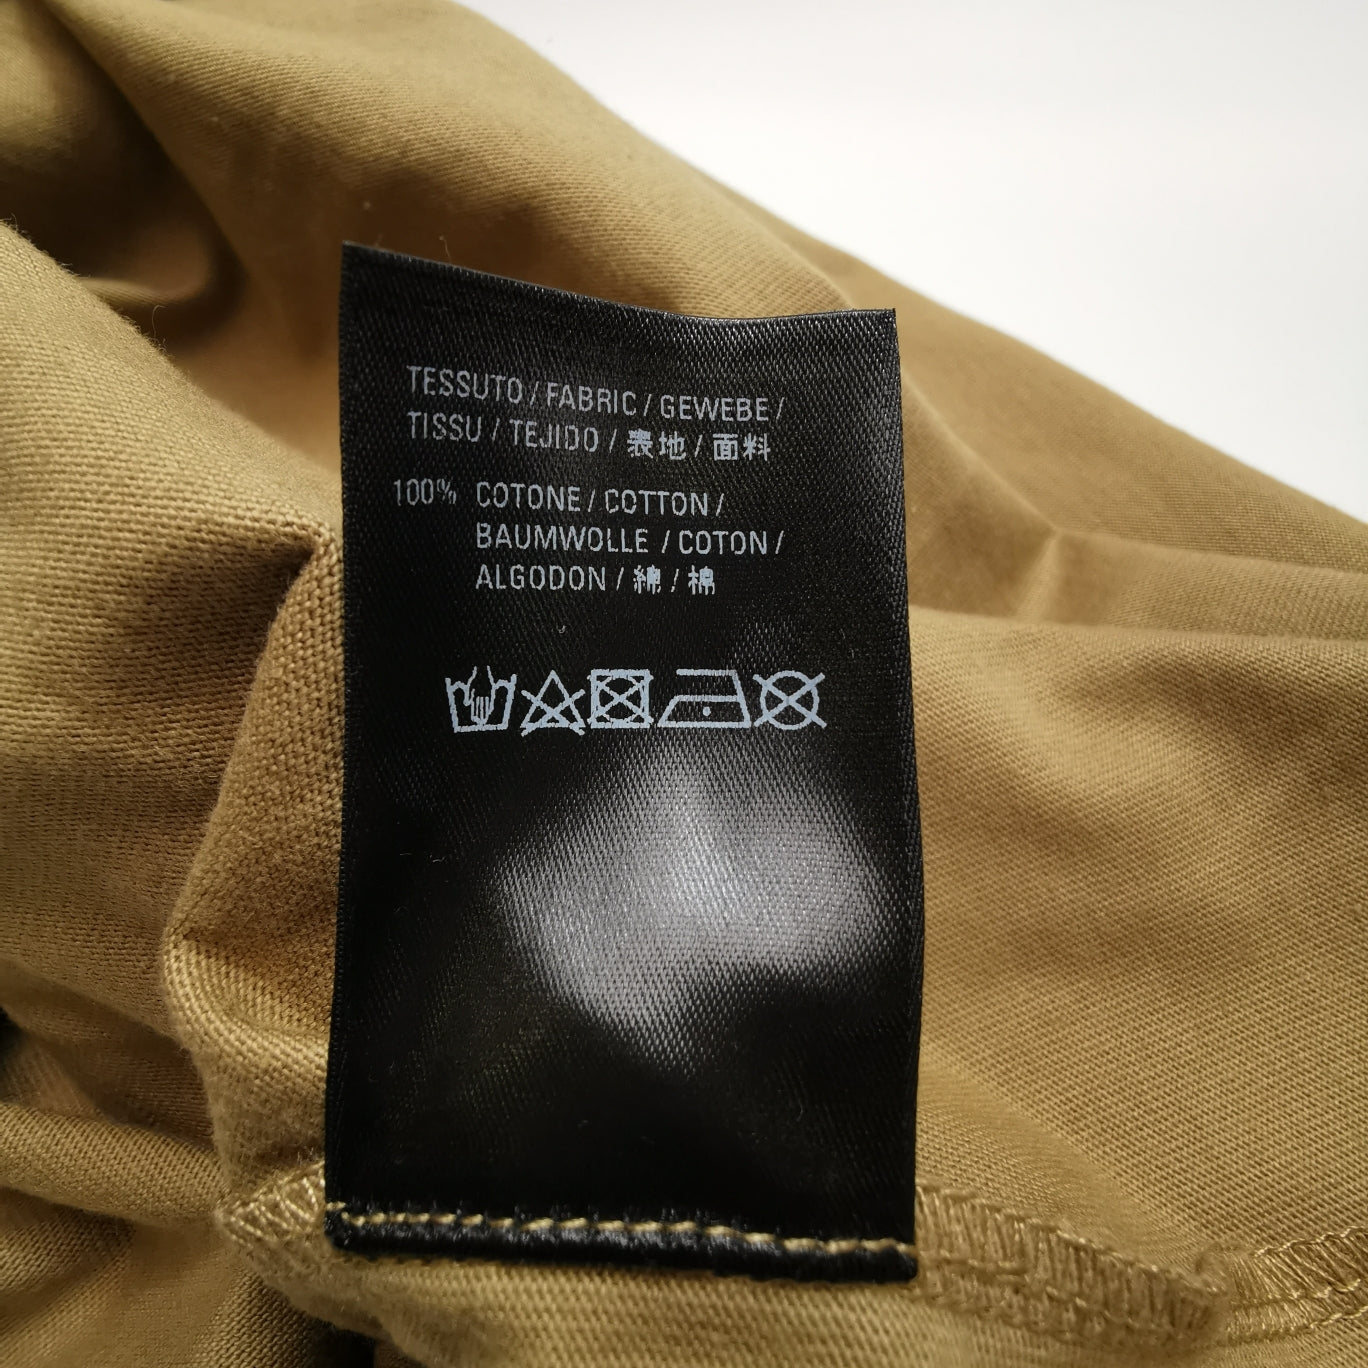 TESSUTO / FABRIC / GEWEBE /
TISSU / TEJIDO / 表地 / 面料
100% COTONE / COTTON /
BAUMWOLLE / COTON /
ALGODON / 綿 / 棉